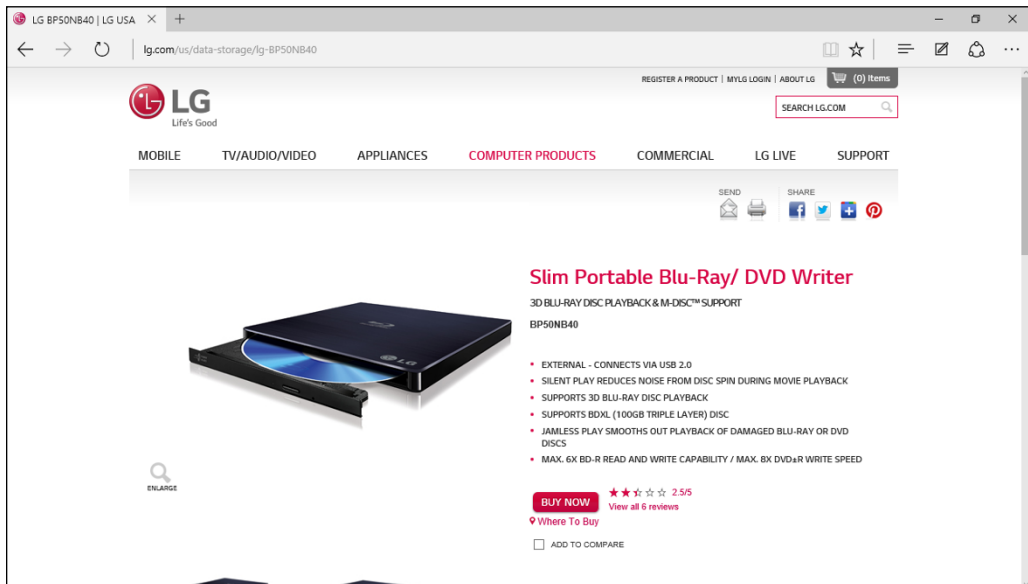 LG BP50NB40 | LG USA
lg.com/us/data-storage/lg-BP50NB40
REGISTER A PRODUCT | MYLG LOGIN | ABOUT LG
(0) Items
LG
Life's Good
SEARCH LG.COM
MOBILE TV/AUDIO/VIDEO APPLIANCES COMPUTER PRODUCTS COMMERCIAL LG LIVE SUPPORT
SEND SHARE
Slim Portable Blu-Ray/ DVD Writer
3D BLU-RAY DISC PLAYBACK & M-DISC™ SUPPORT
BP50NB40
• EXTERNAL - CONNECTS VIA USB 2.0
• SILENT PLAY REDUCES NOISE FROM DISC SPIN DURING MOVIE PLAYBACK
• SUPPORTS 3D BLU-RAY DISC PLAYBACK
• SUPPORTS BDXL (100GB TRIPLE LAYER) DISC
• JAMLESS PLAY SMOOTHS OUT PLAYBACK OF DAMAGED BLU-RAY OR DVD
DISCS
• MAX. 6X BD-R READ AND WRITE CAPABILITY / MAX. 8X DVD±R WRITE SPEED
LG
ENLARGE
BUY NOW
2.5/5
View all 6 reviews
Where To Buy
ADD TO COMPARE